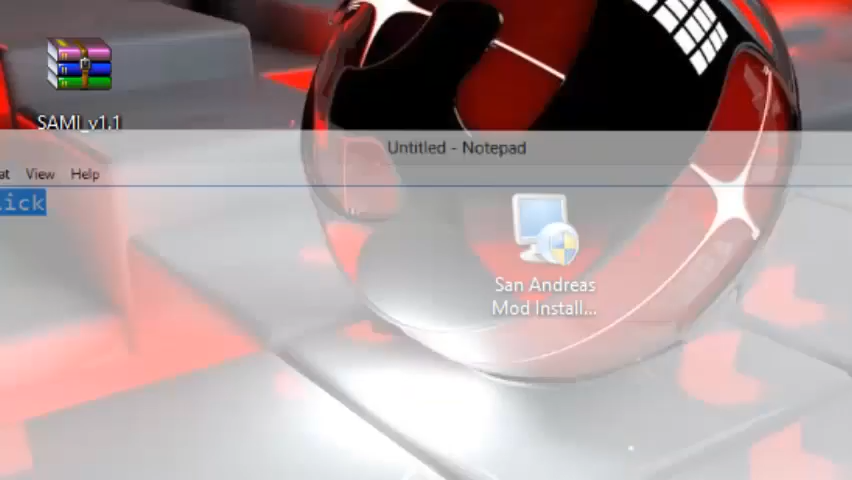 SAMI_v1.1
Untitled - Notepad
View Help
San Andreas
Mod Install...